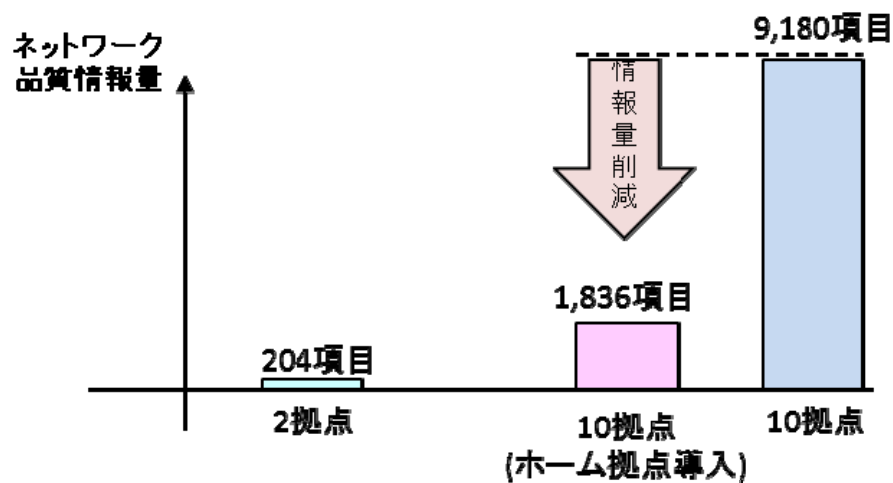 ネットワーク
品質情報量
9,180項目
情報量削減
1,836項目
204項目
2拠点
10拠点
(ホーム拠点導入)
10拠点